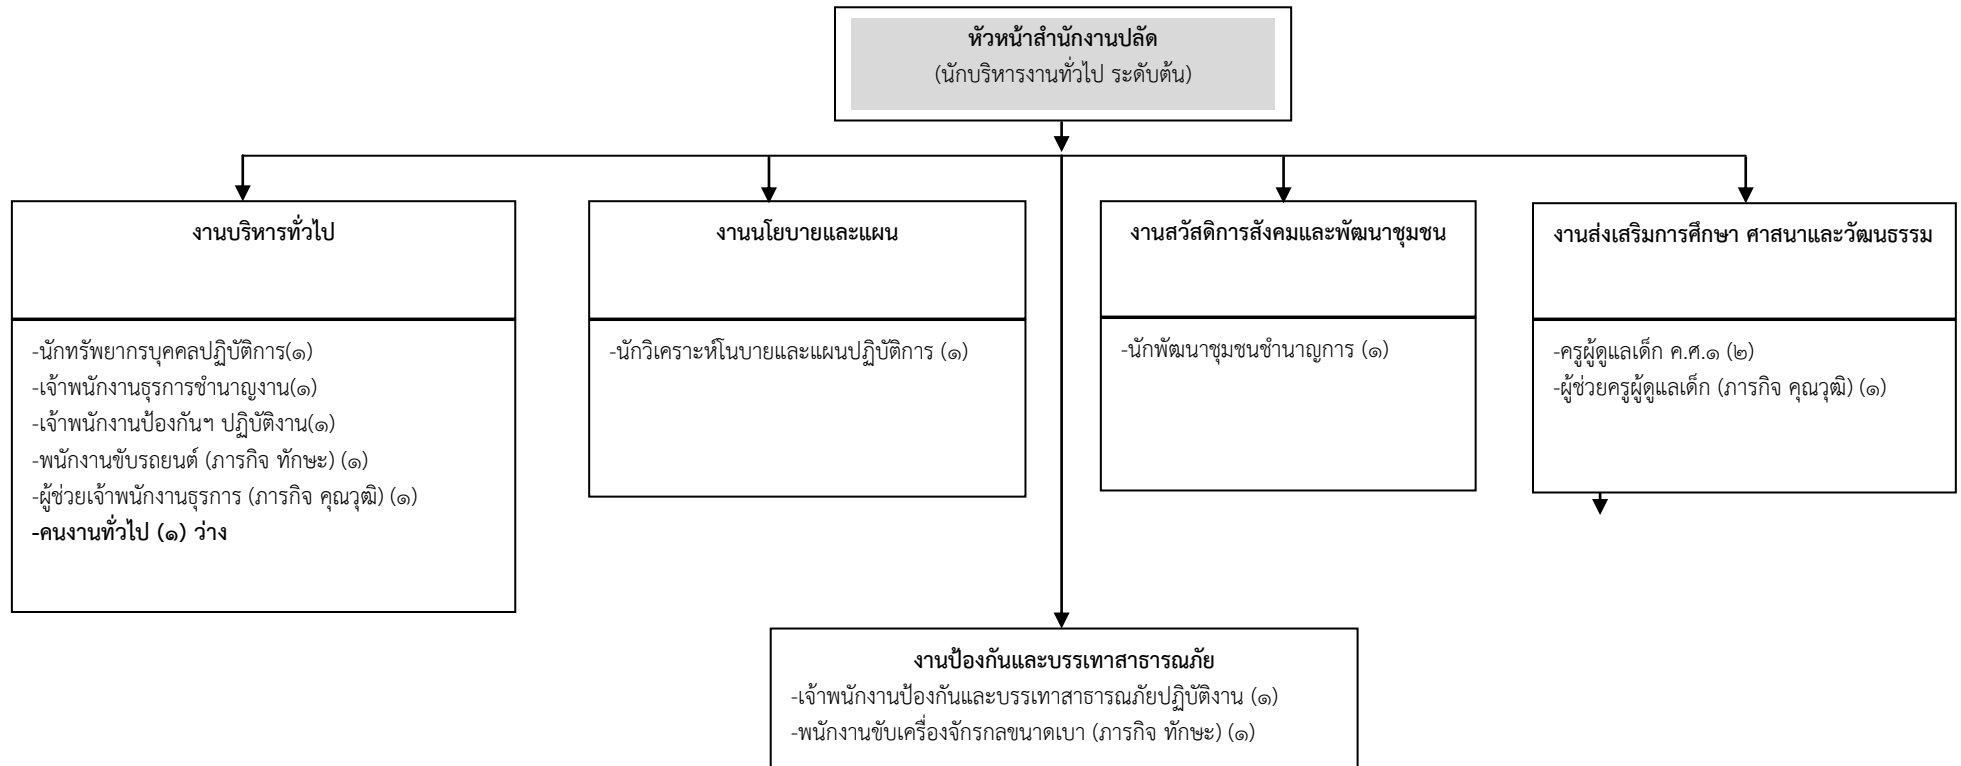 หัวหน้าสำนักงานปลัด
(นักบริหารงานทั่วไป ระดับต้น)
งานบริหารทั่วไป
-นักทรัพยากรบุคคลปฏิบัติการ(๑)
-เจ้าพนักงานธุรการชำนาญงาน(๑)
-เจ้าพนักงานป้องกันฯ ปฏิบัติงาน(๑)
-พนักงานขับรถยนต์ (ภารกิจ ทักษะ) (๑)
-ผู้ช่วยเจ้าพนักงานธุรการ (ภารกิจ คุณวุฒิ) (๑)
-คนงานทั่วไป (๑) ว่าง
งานนโยบายและแผน
-นักวิเคราะห์โนบายและแผนปฏิบัติการ (๑)
งานสวัสดิการสังคมและพัฒนาชุมชน
-นักพัฒนาชุมชนชำนาญการ (๑)
งานส่งเสริมการศึกษา ศาสนาและวัฒนธรรม
-ครูผู้ดูแลเด็ก ค.ศ.๑ (๒)
-ผู้ช่วยครูผู้ดูแลเด็ก (ภารกิจ คุณวุฒิ) (๑)
งานป้องกันและบรรเทาสาธารณภัย
-เจ้าพนักงานป้องกันและบรรเทาสาธารณภัยปฏิบัติงาน (๑)
-พนักงานขับเครื่องจักรกลขนาดเบา (ภารกิจ ทักษะ) (๑)